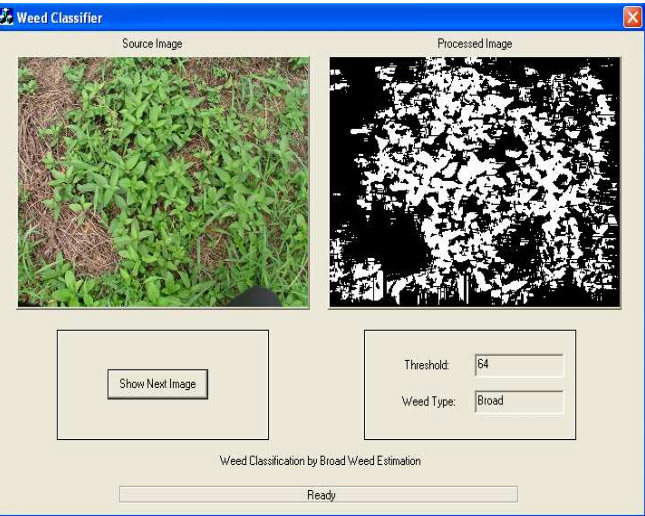 Weed Classifier
Source Image
Processed Image
Show Next Image
Threshold:
64
Weed Type:
Broad
Weed Classification by Broad Weed Estimation
Ready